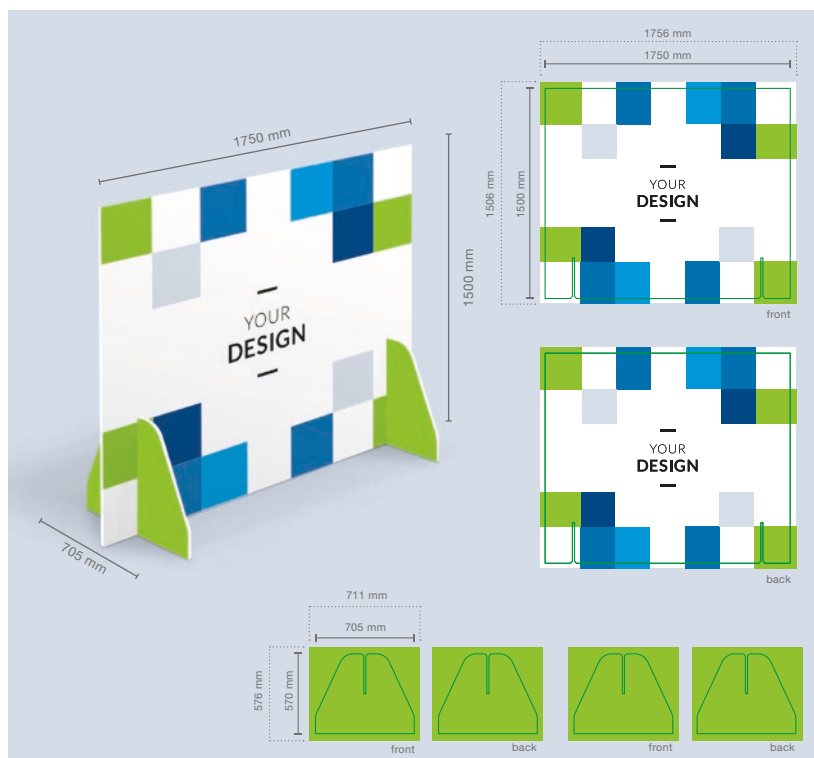 1750 mm
YOUR
DESIGN
1500 mm
705 mm
1756 mm
1750 mm
1506 mm
1500 mm
YOUR
DESIGN
front
YOUR
DESIGN
back
711 mm
705 mm
576 mm
570 mm
front
back
front
back